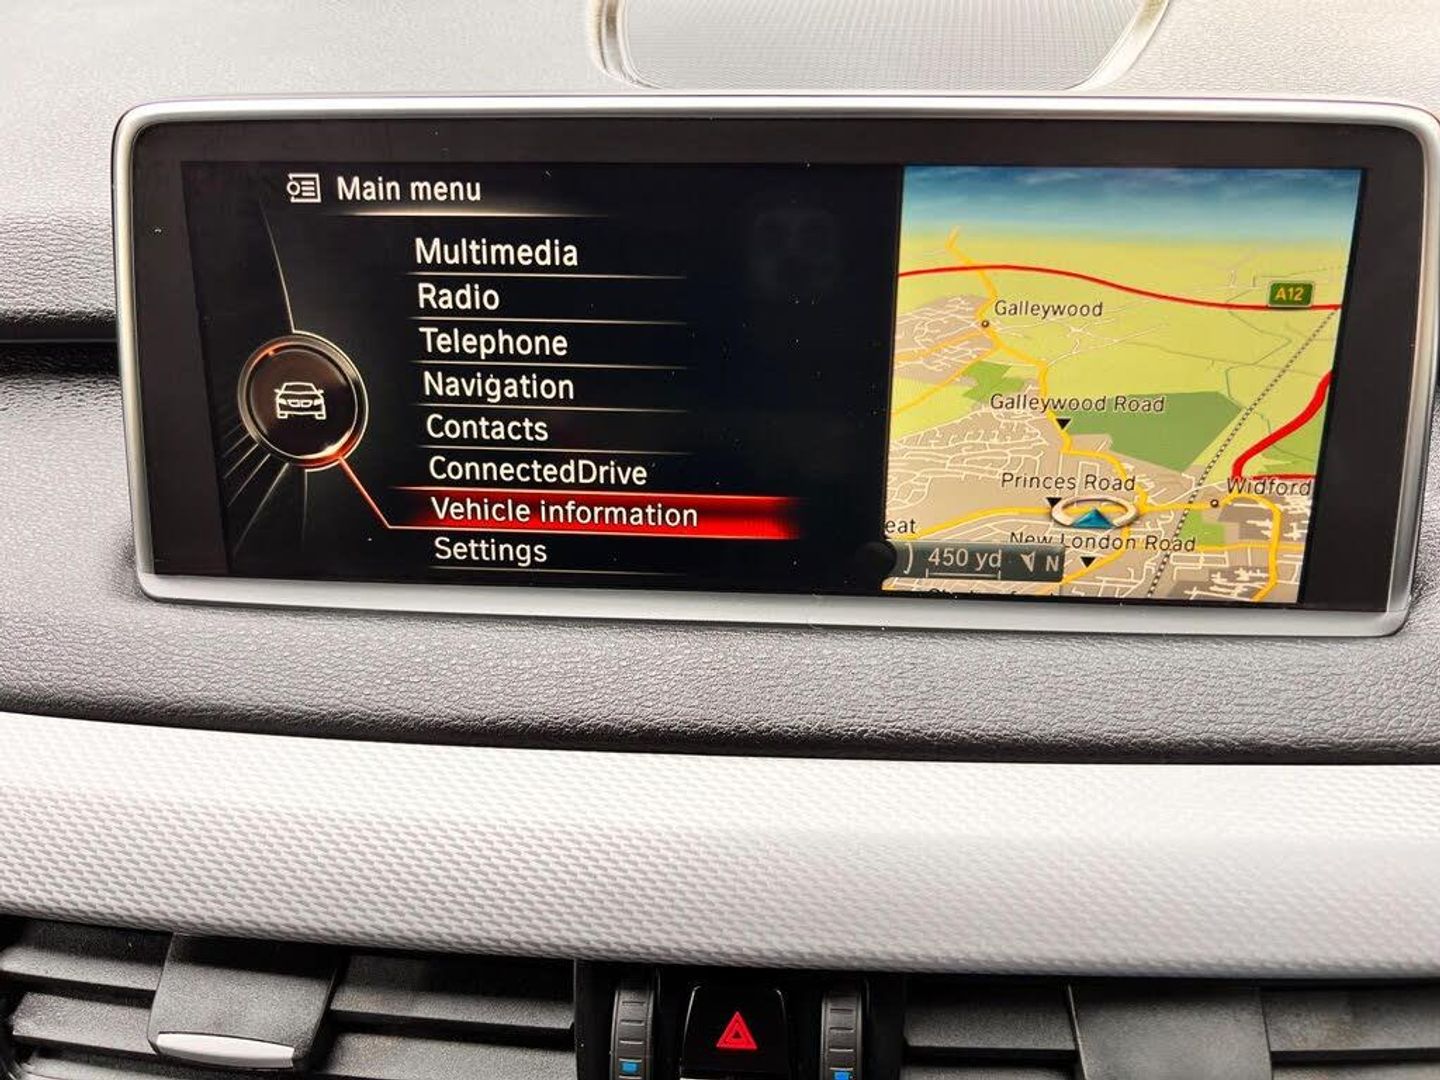 Main menu
Multimedia
Radio
Telephone
Navigation
Contacts
ConnectedDrive
Vehicle information
Settings
A12
Galleywood
Galleywood Road
Princes Road
Widford
eat
New London Road
450 yd
N